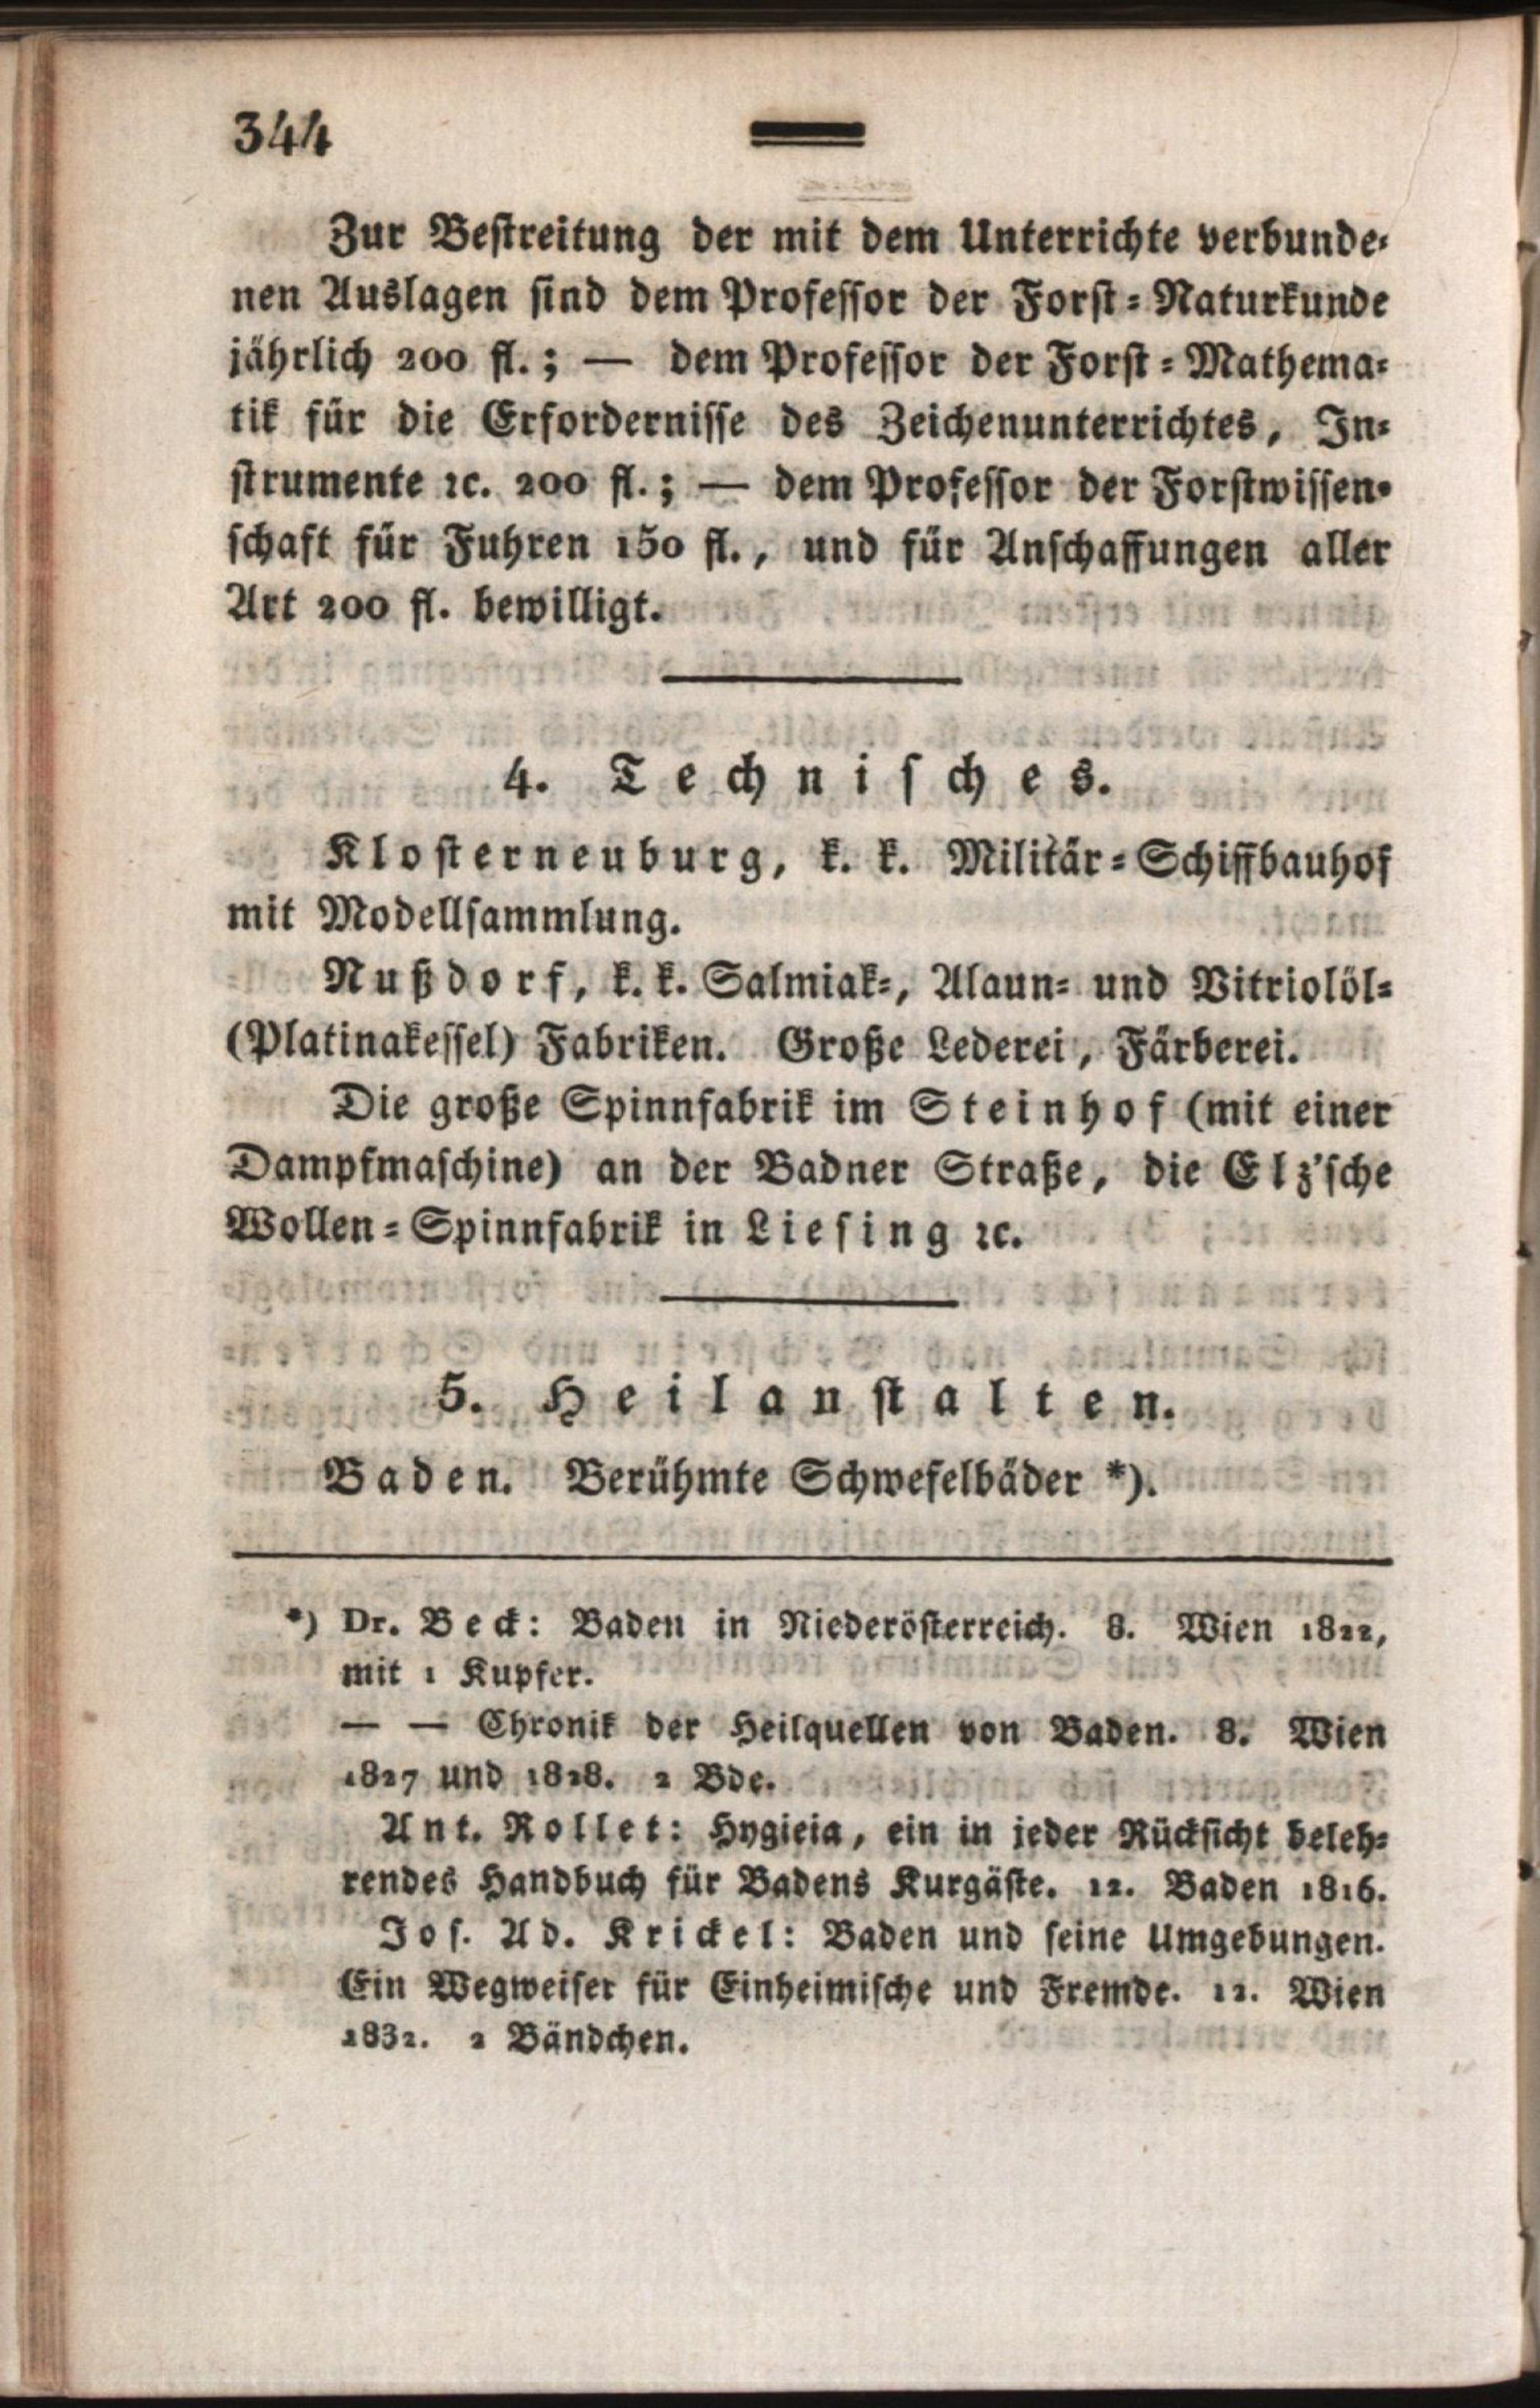 344
Zur Bestreitung der mit dem Unterrichte verbunde-
nen Auslagen sind dem Professor der Forst-Naturkunde
jährlich 200 fl.; — dem Professor der Forst-Mathema-
tik für die Erfordernisse des Zeichenunterrichtes, In-
strumente ꝛc. 200 fl.; — dem Professor der Forstwissen-
schaft für Fuhren 150 fl., und für Anschaffungen aller
Art 200 fl. bewilligt.
4. Technisches.
Klosterneuburg, k. k. Militär-Schiffbauhof
mit Modellsammlung.
Nußdorf, k. k. Salmiak-, Alaun- und Vitriolöl-
(Platinakessel) Fabriken. Große Lederei, Färberei.
Die große Spinnfabrik im Steinhof (mit einer
Dampfmaschine) an der Badner Straße, die Elz'sche
Wollen-Spinnfabrik in Liesing ꝛc.
5. Heilanstalten.
Baden. Berühmte Schwefelbäder *).
*) Dr. Beck: Baden in Niederösterreich. 8. Wien 1822,
mit 1 Kupfer.
— — Chronik der Heilquellen von Baden. 8. Wien
1827 und 1828. 2 Bde.
Ant. Rollet: Hygieia, ein in jeder Rücksicht beleh-
rendes Handbuch für Badens Kurgäste. 12. Baden 1816.
Jos. Ad. Krickel: Baden und seine Umgebungen.
Ein Wegweiser für Einheimische und Fremde. 12. Wien
1832. 2 Bändchen.